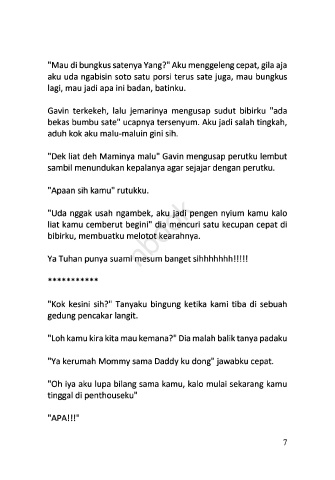 "Mau di bungkus satenya Yang?" Aku menggeleng cepat, gila aja
aku uda ngabisin soto satu porsi terus sate juga, mau bungkus
lagi, mau jadi apa ini badan, batinku.
Gavin terkekeh, lalu jemarinya mengusap sudut bibirku "ada
bekas bumbu sate" ucapnya tersenyum. Aku jadi salah tingkah,
aduh kok aku malu-maluin gini sih.
"Dek liat deh Maminya malu" Gavin mengusap perutku lembut
sambil menundukan kepalanya agar sejajar dengan perutku.
"Apaan sih kamu" rutukku.
"Uda nggak usah ngambek, aku jadi pengen nyium kamu kalo
liat kamu cemberut begini" dia mencuri satu kecupan cepat di
bibirku, membuatku melotot kearahnya.
Ya Tuhan punya suami mesum banget sihhhhhhh!!!!!
***********
"Kok kesini sih?" Tanyaku bingung ketika kami tiba di sebuah
gedung pencakar langit.
"Loh kamu kira kita mau kemana?" Dia malah balik tanya padaku
"Ya kerumah Mommy sama Daddy ku dong" jawabku cepat.
"Oh iya aku lupa bilang sama kamu, kalo mulai sekarang kamu
tinggal di penthouseku"
"APA!!!"
7